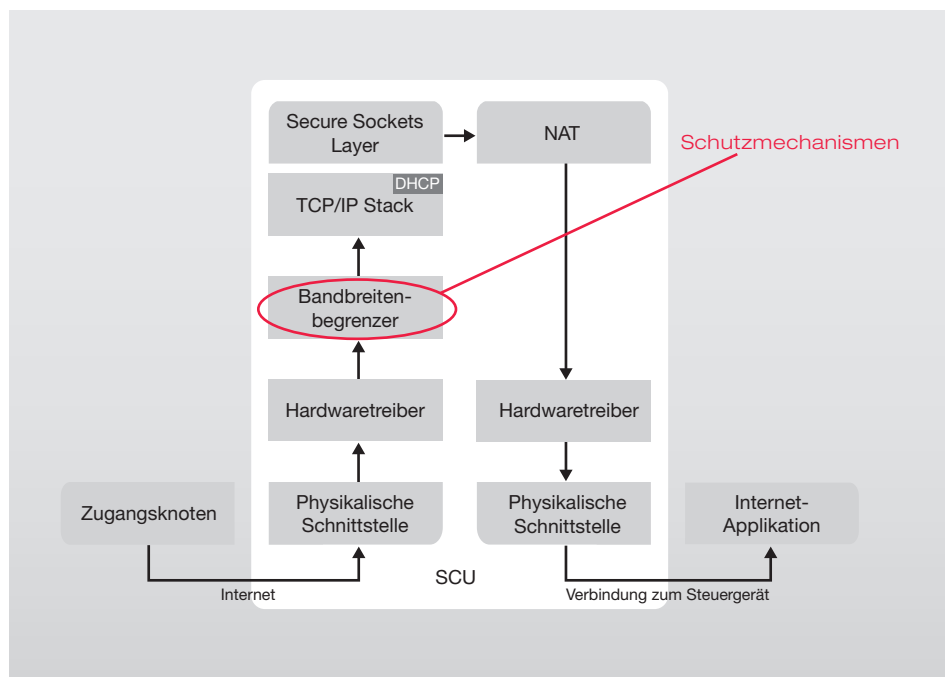 Secure Sockets
Layer
NAT
Schutzmechanismen
DHCP
TCP/IP Stack
Bandbreiten-
begrenzer
Hardwaretreiber
Hardwaretreiber
Zugangsknoten
Physikalische
Schnittstelle
Physikalische
Schnittstelle
Internet-
Applikation
SCU
Internet
Verbindung zum Steuergerät